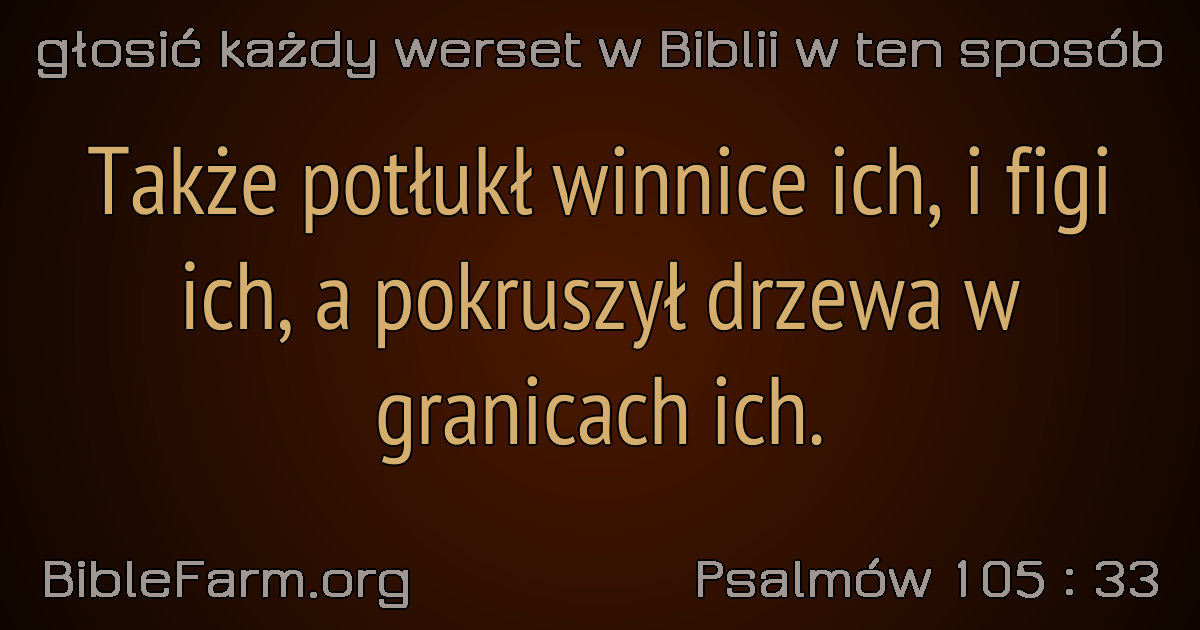 głosić każdy werset w Biblii w ten sposób
Także potłukł winnice ich, i figi
ich, a pokruszył drzewa w
granicach ich.
BibleFarm.org
Psalmów 105 : 33